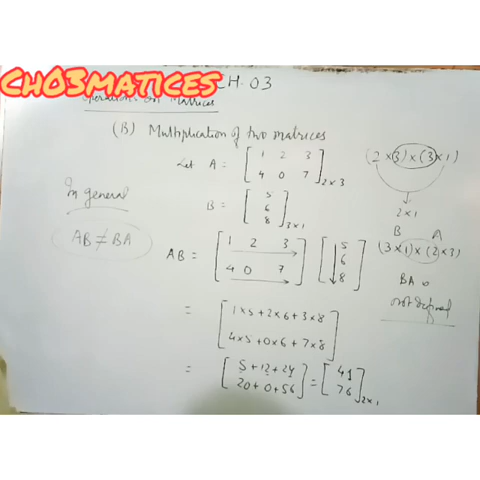 Ch03matices
CH.03
Operations on Matrices
(B) Multiplication of two matrices
Let A = [1 2 3
4 0 7] 2×3
(2×3)×(3×1)
2×1
In general
AB ≠ BA
B = [5
6
8] 3×1
B A
(3×1)×(2×3)
BA is
not defined
AB = [1 2 3
4 0 7] [5
6
8]
= [1×5+2×6+3×8
4×5+0×6+7×8]
= [5+12+24
20+0+56] = [41
76] 2×1